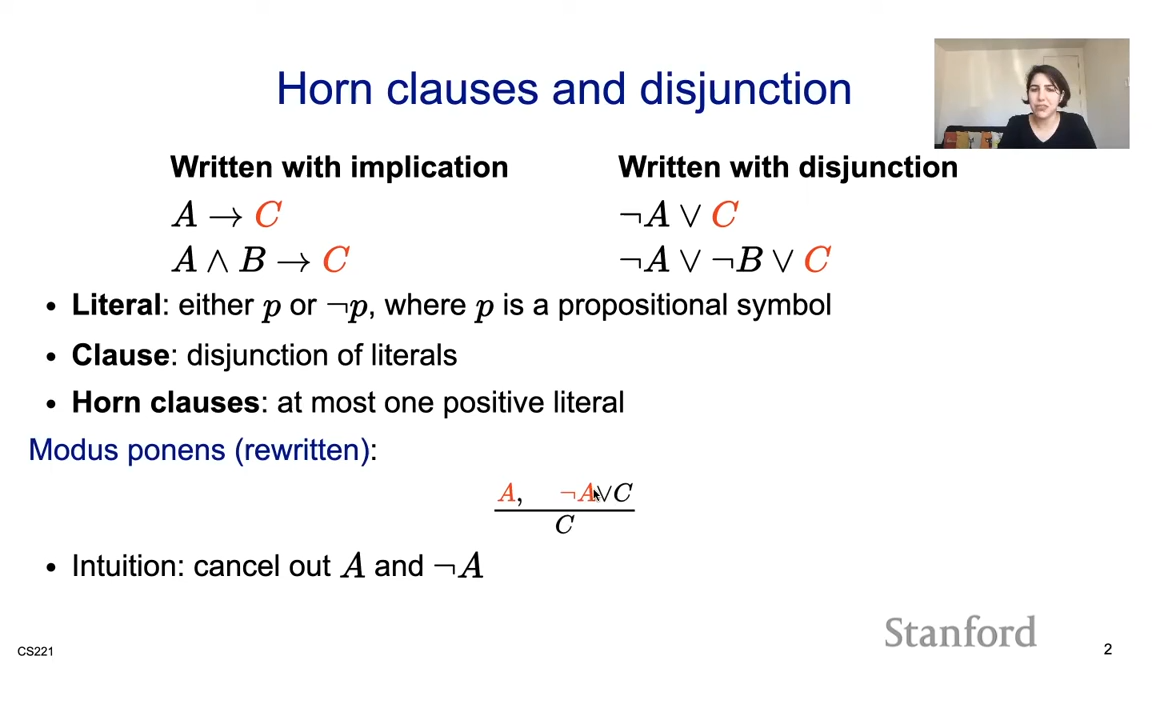 Horn clauses and disjunction
Written with implication
Written with disjunction
A → C
¬A ∨ C
A ∧ B → C
¬A ∨ ¬B ∨ C
• Literal: either p or ¬p, where p is a propositional symbol
• Clause: disjunction of literals
• Horn clauses: at most one positive literal
Modus ponens (rewritten):
A, ¬A∨C
C
• Intuition: cancel out A and ¬A
Stanford
CS221
2